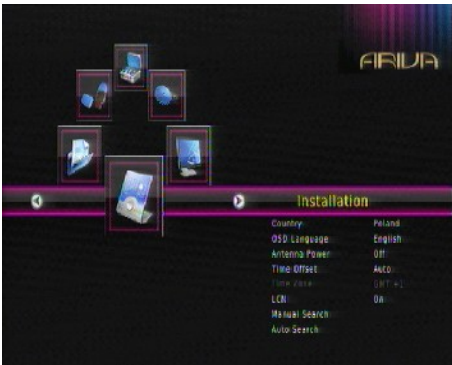 ARIVA
Installation
Country Poland
OSD Language English
Antenna Power Off
Time Offset Auto
Time Zone GMT +1
LCN On
Manual Search
Auto Search